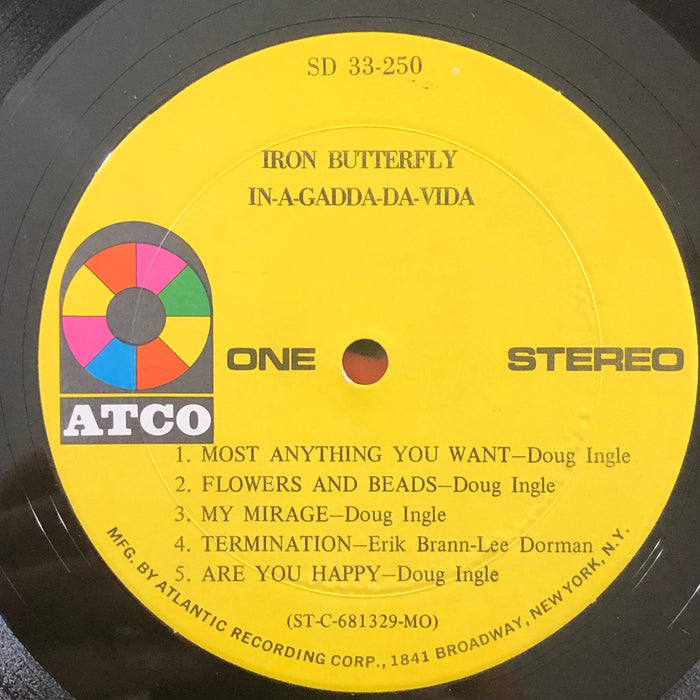 SD 33-250
IRON BUTTERFLY
IN-A-GADDA-DA-VIDA
ATCO
ONE
STEREO
1. MOST ANYTHING YOU WANT—Doug Ingle
2. FLOWERS AND BEADS—Doug Ingle
3. MY MIRAGE—Doug Ingle
4. TERMINATION—Erik Brann-Lee Dorman
5. ARE YOU HAPPY—Doug Ingle
(ST-C-681329-MO)
MFG. BY ATLANTIC RECORDING CORP., 1841 BROADWAY, NEW YORK, N.Y.